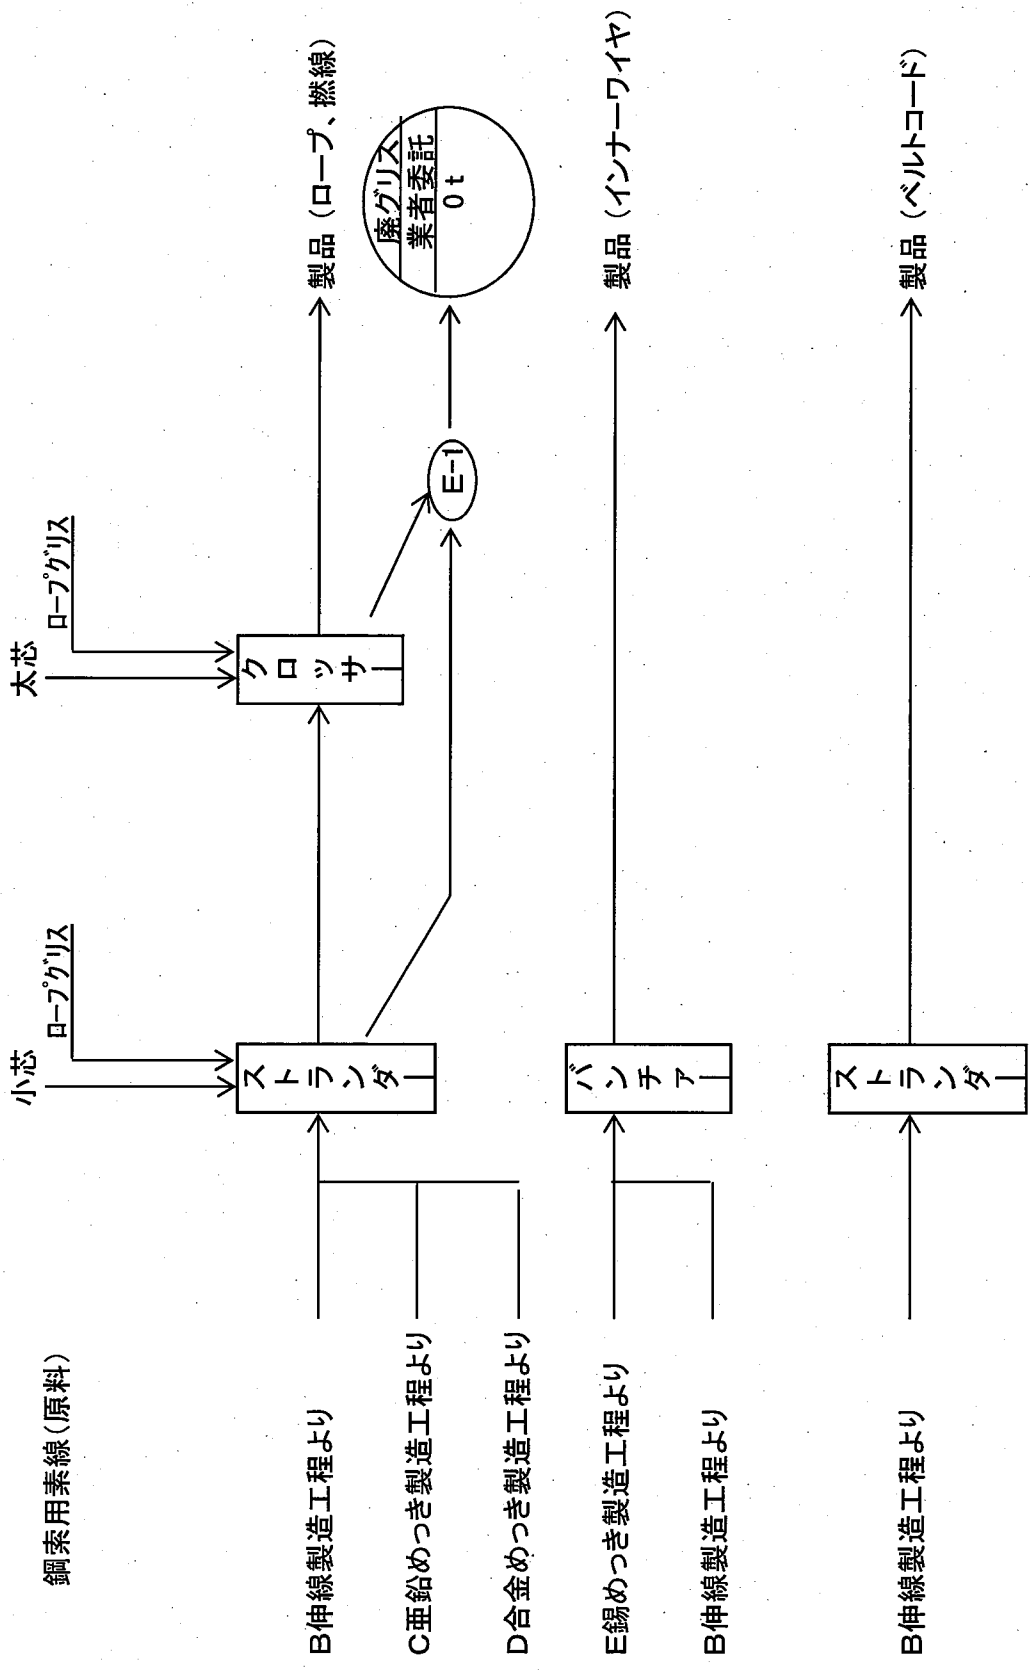 鋼索用素線(原料)
小芯
ロープグリス
太芯
ロープグリス
B伸線製造工程より
ストランダー
クロッサー
製品(ロープ、撚線)
C亜鉛めっき製造工程より
D合金めっき製造工程より
E-1
廃グリス
業者委託
0t
E錫めっき製造工程より
B伸線製造工程より
バンチァー
製品(インナーワイヤ)
B伸線製造工程より
ストランダー
製品(ベルトコード)